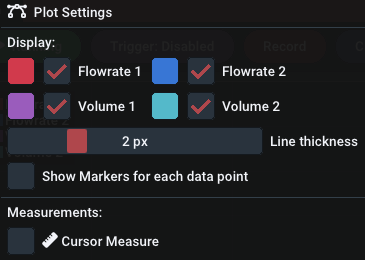 Plot Settings
Trigger: Disabled Record
Display:
Flowrate 1 Flowrate 2
Volume 1 Volume 2
2 px Line thickness
Show Markers for each data point
Measurements:
Cursor Measure